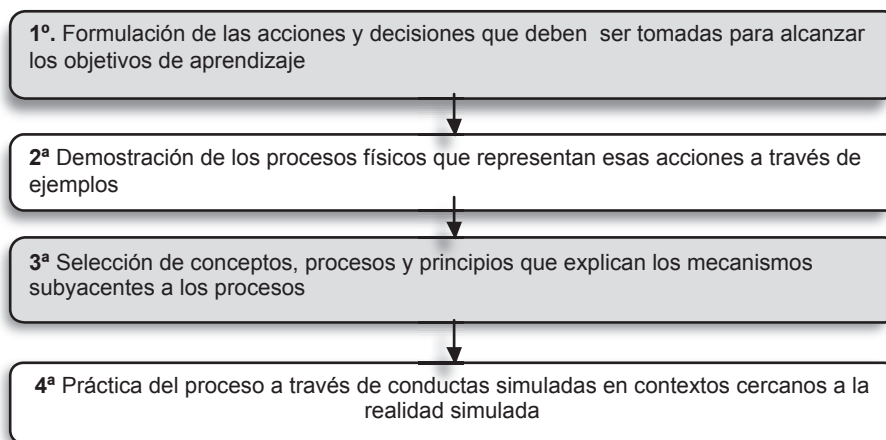 1º. Formulación de las acciones y decisiones que deben ser tomadas para alcanzar
los objetivos de aprendizaje
2ª Demostración de los procesos físicos que representan esas acciones a través de
ejemplos
3ª Selección de conceptos, procesos y principios que explican los mecanismos
subyacentes a los procesos
4ª Práctica del proceso a través de conductas simuladas en contextos cercanos a la
realidad simulada